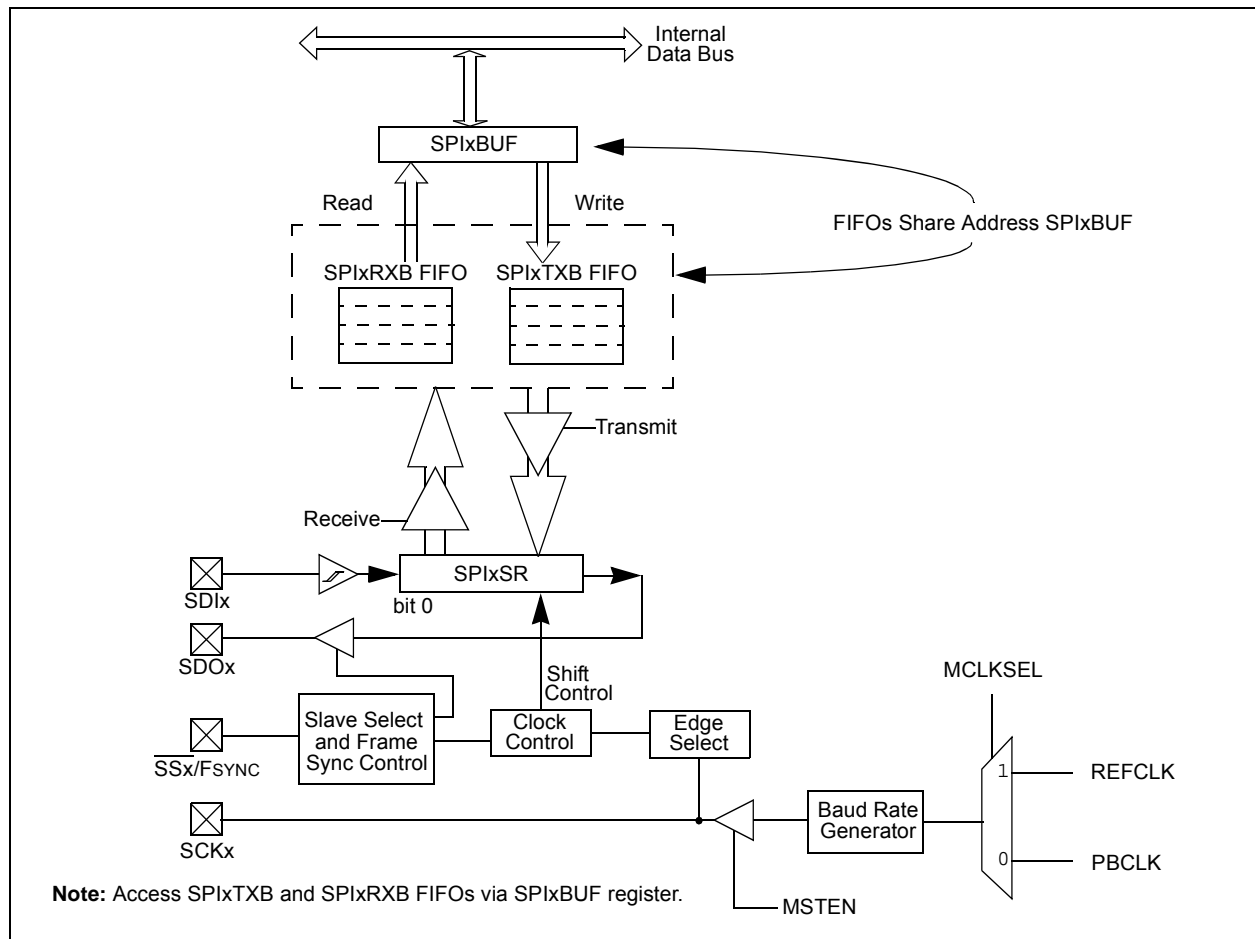 Internal
Data Bus
SPIxBUF
Read
Write
FIFOs Share Address SPIxBUF
SPIxRXB FIFO
SPIxTXB FIFO
Transmit
Receive
SPIxSR
SDIx
bit 0
SDOx
Shift
Control
MCLKSEL
Slave Select
and Frame
Sync Control
Clock
Control
Edge
Select
SSx/FSYNC
1
REFCLK
Baud Rate
Generator
SCKx
0
PBCLK
Note: Access SPIxTXB and SPIxRXB FIFOs via SPIxBUF register.
MSTEN